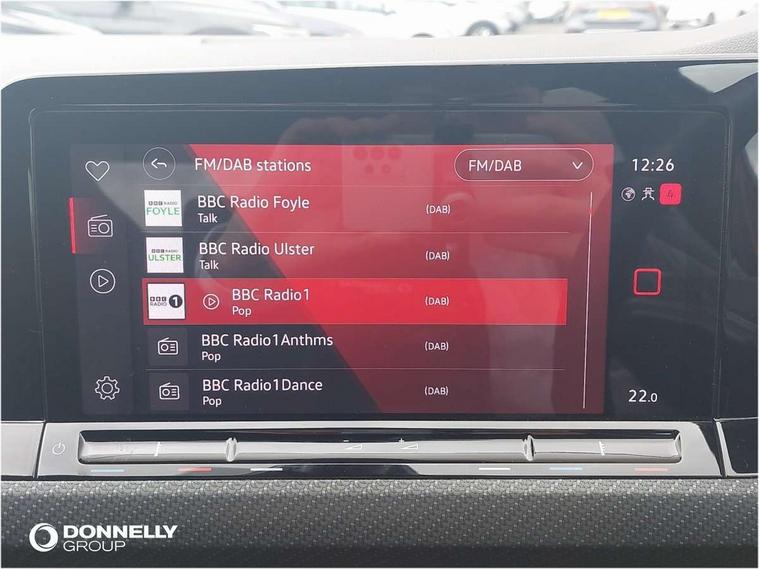 FM/DAB stations
FM/DAB
12:26
BBC Radio Foyle
Talk
(DAB)
BBC RADIO
FOYLE
BBC Radio Ulster
Talk
(DAB)
BBC RADIO
ULSTER
BBC Radio1
Pop
(DAB)
BBC
RADIO 1
BBC Radio1Anthms
Pop
(DAB)
BBC Radio1Dance
Pop
(DAB)
22.0
DONNELLY
GROUP